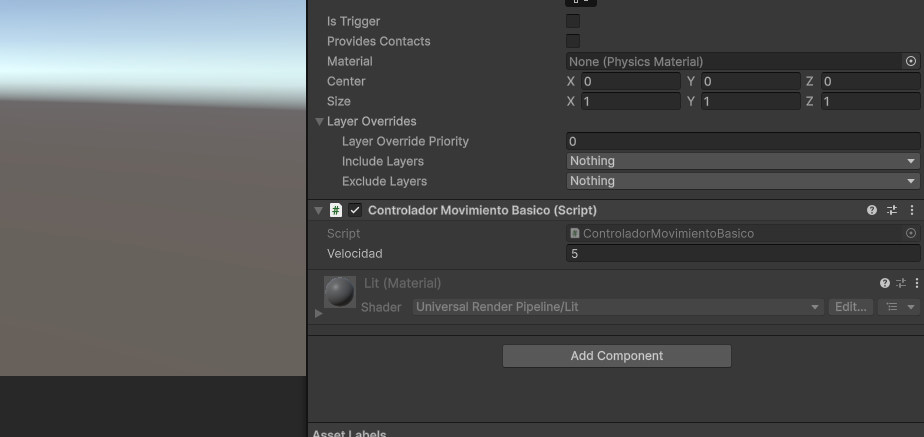 Is Trigger
Provides Contacts
Material None (Physics Material)
Center X 0 Y 0 Z 0
Size X 1 Y 1 Z 1
Layer Overrides
Layer Override Priority 0
Include Layers Nothing
Exclude Layers Nothing
# Controlador Movimiento Basico (Script)
Script # ControladorMovimientoBasico
Velocidad 5
Lit (Material)
Shader Universal Render Pipeline/Lit Edit...
Add Component
Asset Labels